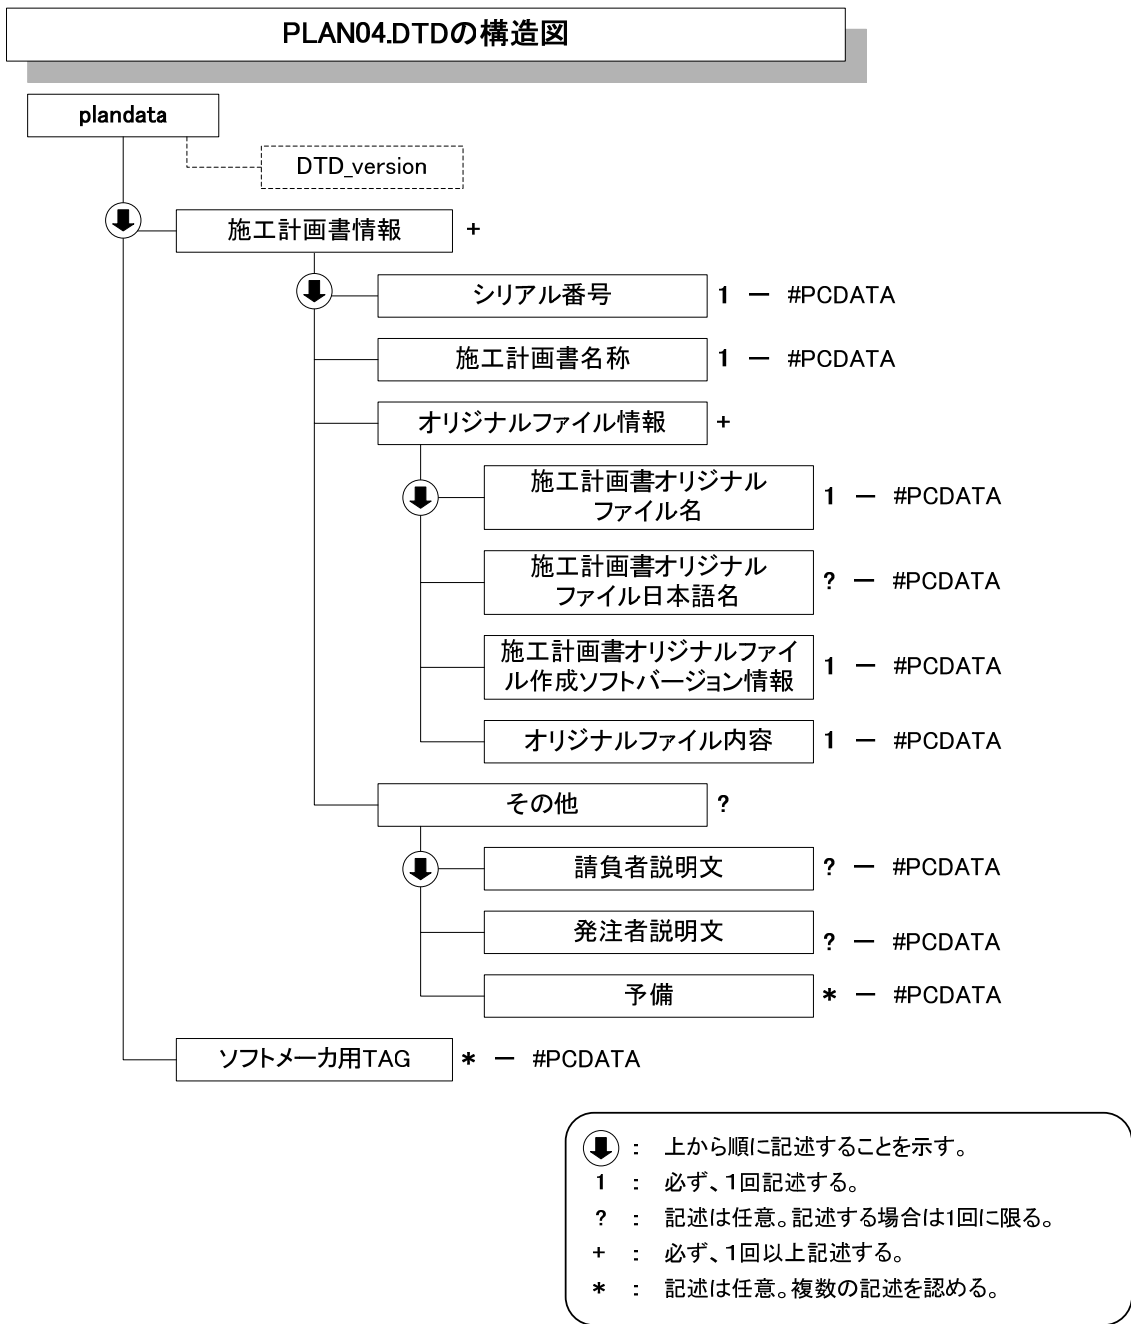 PLAN04.DTDの構造図
plandata
DTD_version
施工計画書情報 +
シリアル番号 1 － #PCDATA
施工計画書名称 1 － #PCDATA
オリジナルファイル情報 +
施工計画書オリジナル
ファイル名 1 － #PCDATA
施工計画書オリジナル
ファイル日本語名 ? － #PCDATA
施工計画書オリジナルファイ
ル作成ソフトバージョン情報 1 － #PCDATA
オリジナルファイル内容 1 － #PCDATA
その他 ?
請負者説明文 ? － #PCDATA
発注者説明文 ? － #PCDATA
予備 * － #PCDATA
ソフトメーカ用TAG * － #PCDATA
： 上から順に記述することを示す。
1 ： 必ず、1回記述する。
? ： 記述は任意。記述する場合は1回に限る。
+ ： 必ず、1回以上記述する。
* ： 記述は任意。複数の記述を認める。